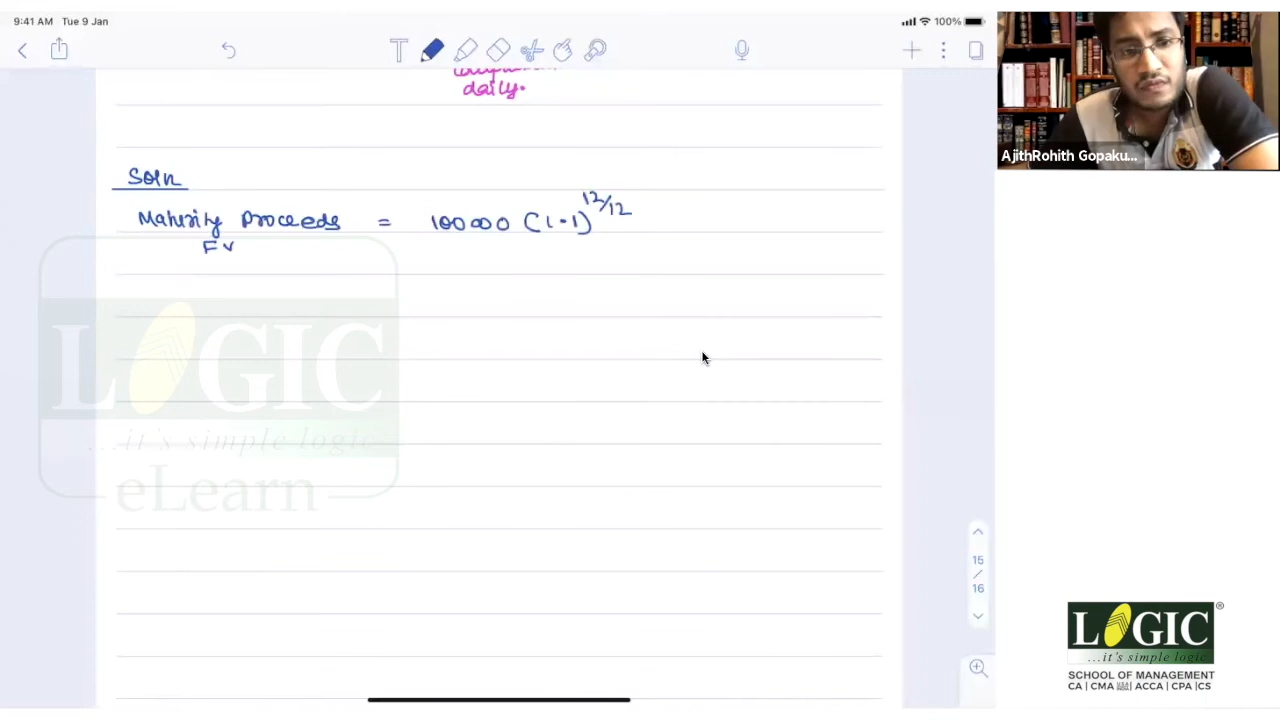 9:41 AM Tue 9 Jan
100%
T
daily.
Soln
Maturity Proceeds = 100000 (1.1)^12/12
FV
LOGIC
...it's simple logic
eLearn
15
/
16
AjithRohith Gopaku...
LOGIC®
...it's simple logic
SCHOOL OF MANAGEMENT
CA | CMA | ACCA | CPA |CS